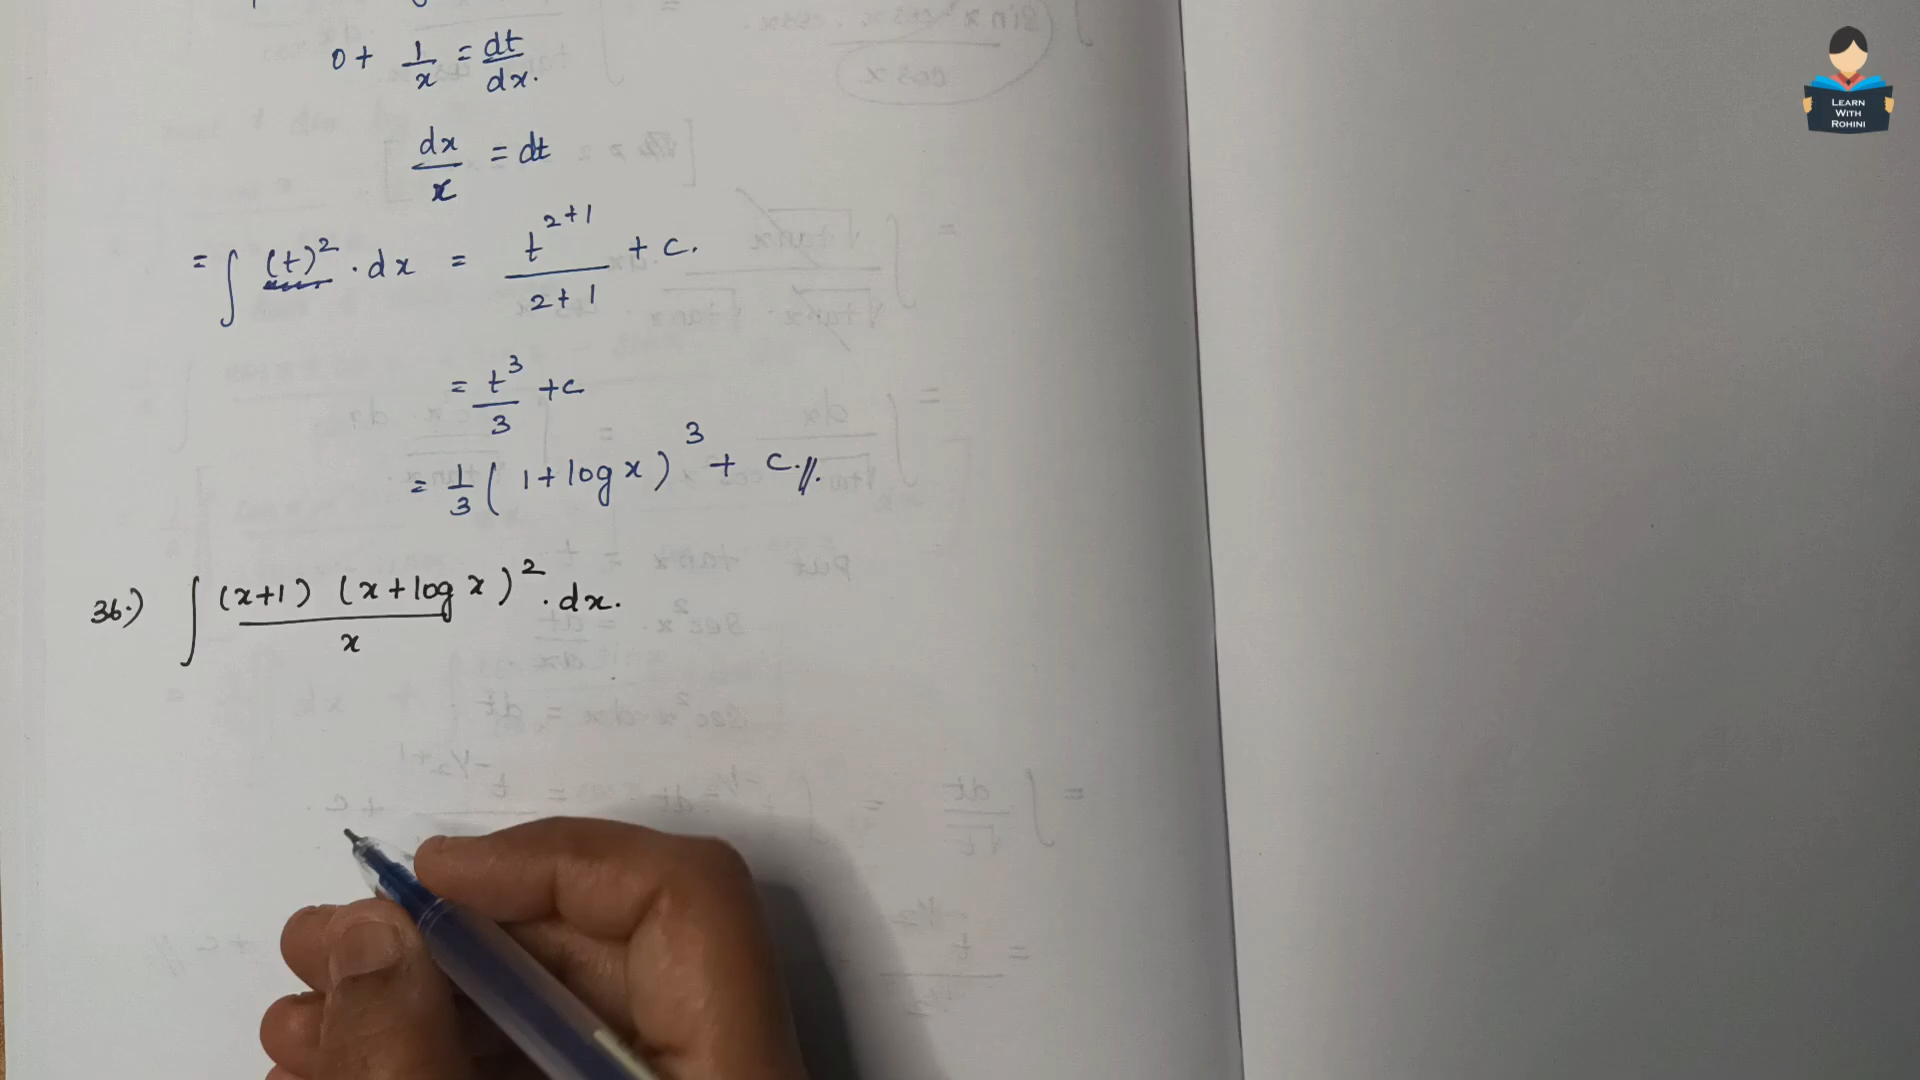 0 + 1/x = dt/dx.
dx/x = dt
= ∫ (t)² . dx = t^(2+1)/(2+1) + c.
= t³/3 + c
= 1/3 (1 + log x)³ + c.//.
36.) ∫ (x+1) (x + log x)²/x . dx.
LEARN
WITH
ROHINI